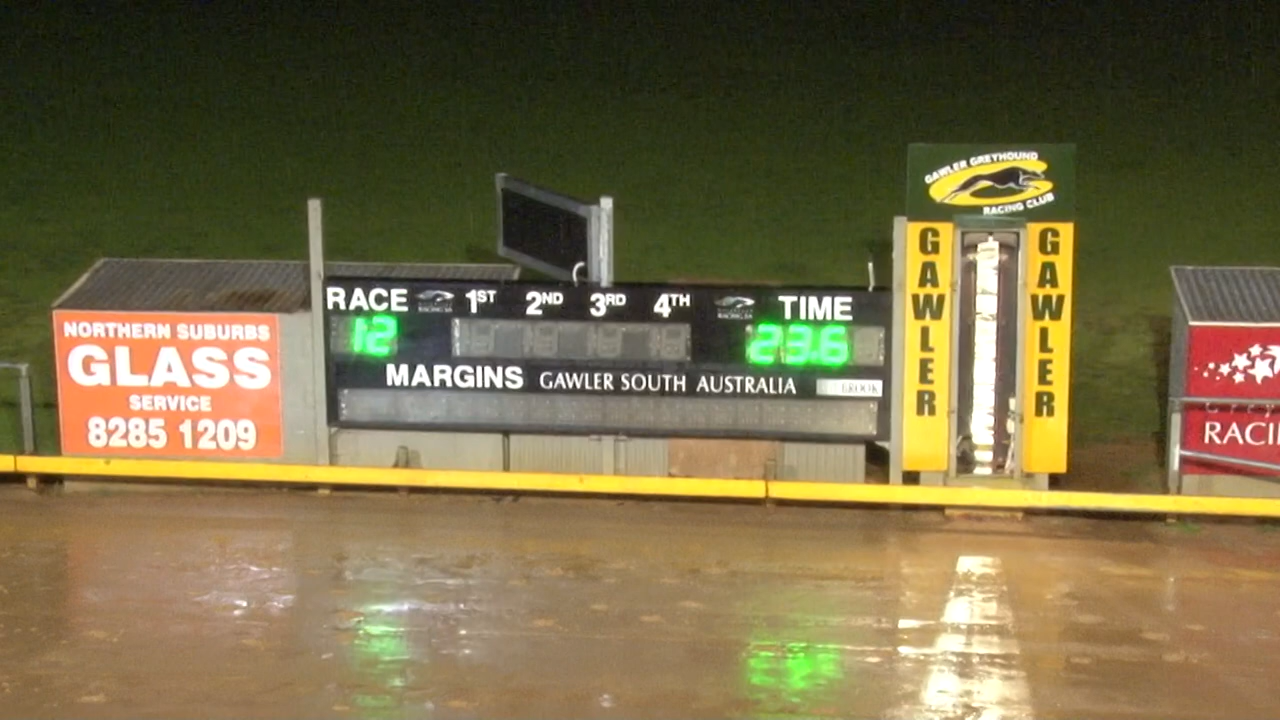 GAWLER GREYHOUND
RACING CLUB
GAWLER
GAWLER
RACE 1ST 2ND 3RD 4TH TIME
12 23.6
MARGINS GAWLER SOUTH AUSTRALIA
NORTHERN SUBURBS
GLASS
SERVICE
8285 1209
RACI